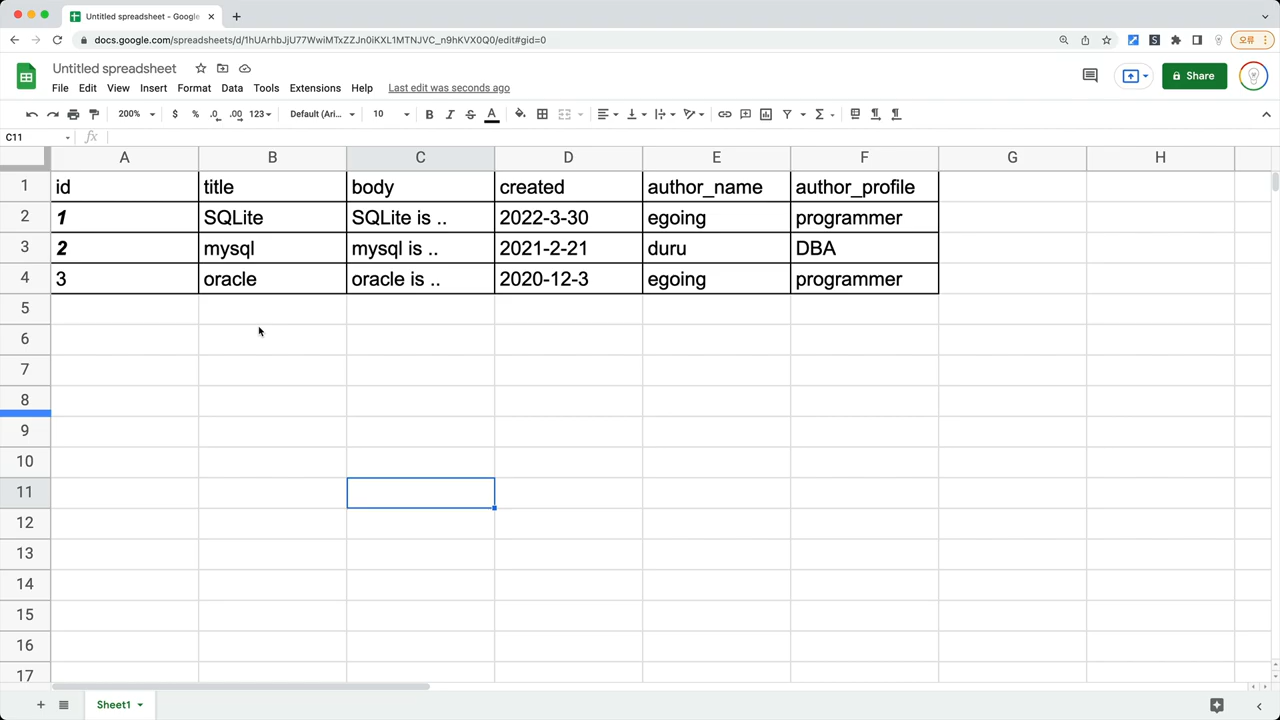 Untitled spreadsheet - Google
docs.google.com/spreadsheets/d/1hUArhbJjU77WwiMTxZZJn0iKXL1MTNJVC_n9hKVX0Q0/edit#gid=0
오류
Untitled spreadsheet
File Edit View Insert Format Data Tools Extensions Help Last edit was seconds ago
Share
200% $ % .0 .00 123 Default (Ari... 10 B I S A
C11 fx
A B C D E F G H
1 id title body created author_name author_profile
2 1 SQLite SQLite is .. 2022-3-30 egoing programmer
3 2 mysql mysql is .. 2021-2-21 duru DBA
4 3 oracle oracle is .. 2020-12-3 egoing programmer
5
6
7
8
9
10
11
12
13
14
15
16
17
Sheet1